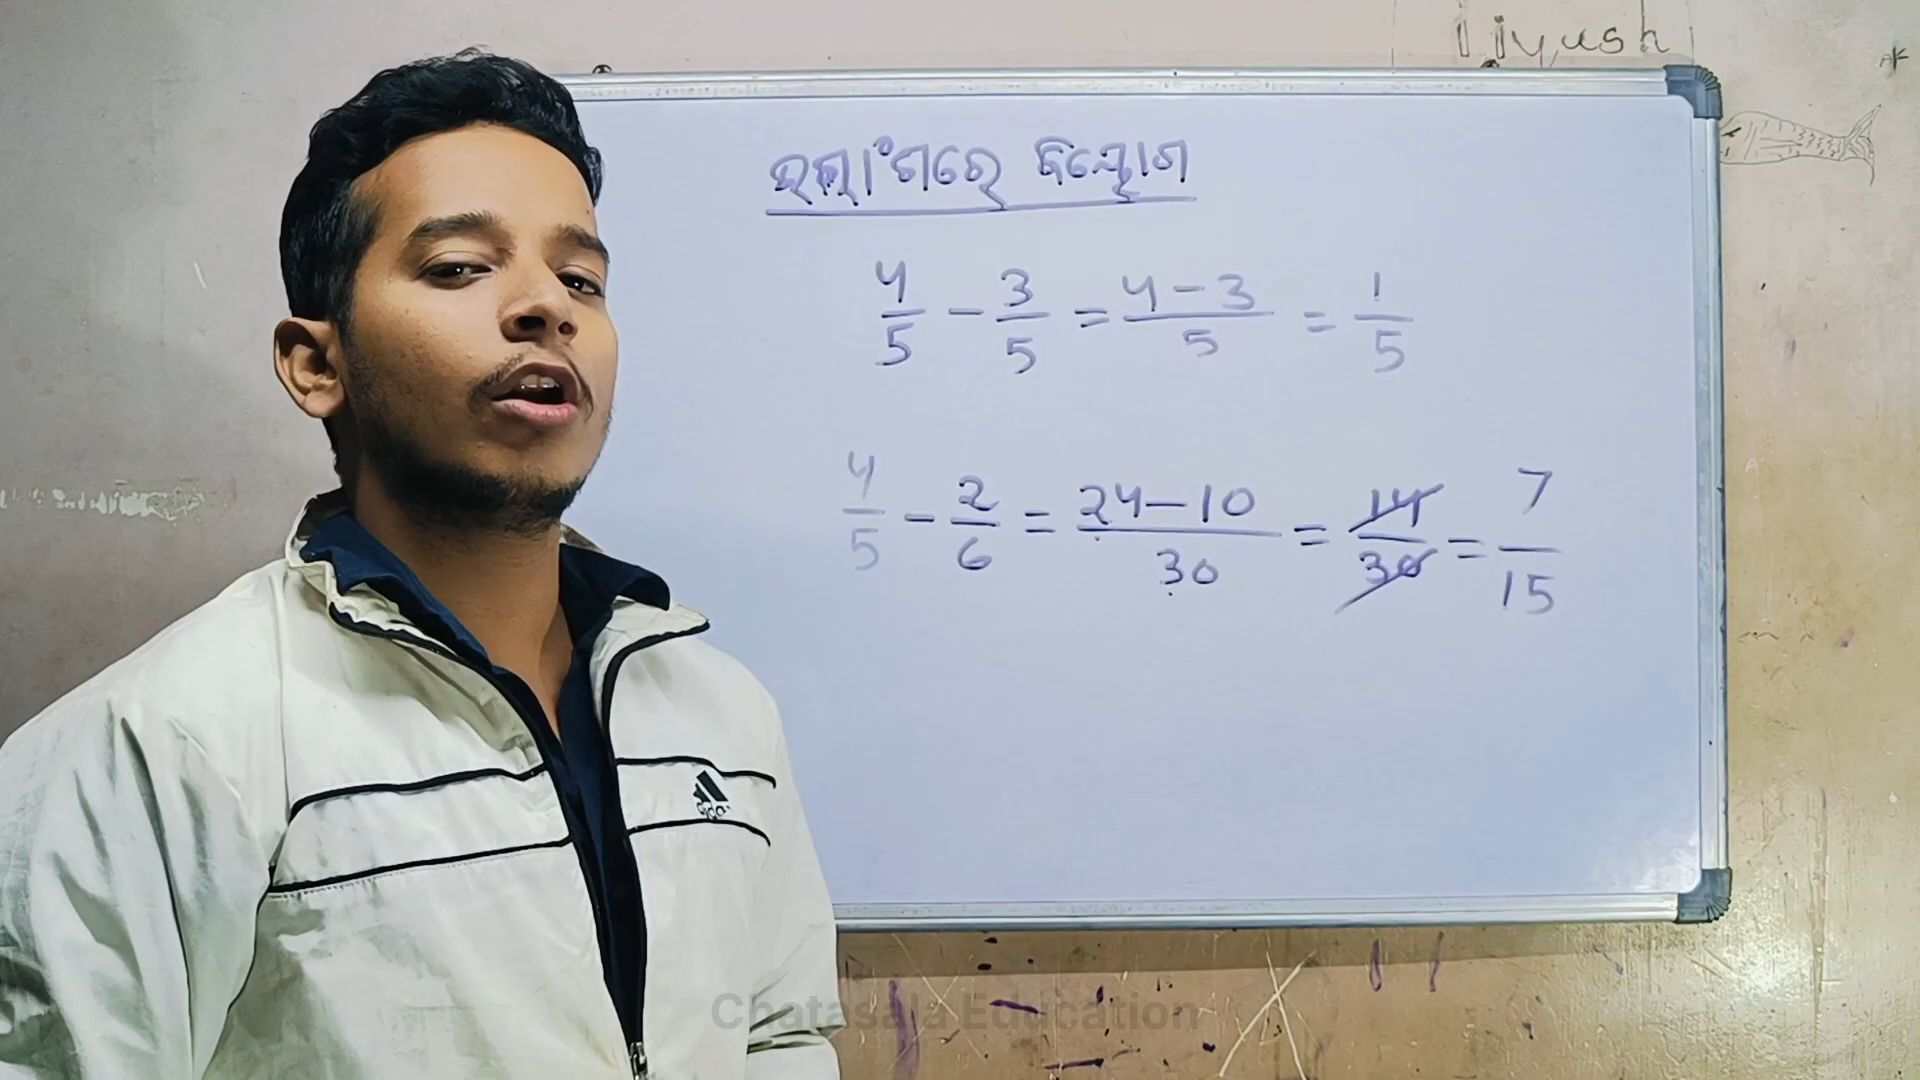 Piyush
ଭଗ୍ନାଂଶରେ ବିୟୋଗ
4/5 - 3/5 = 4-3/5 = 1/5
4/5 - 2/6 = 24-10/30 = 14/30 = 7/15
adidas
Chatasala Education